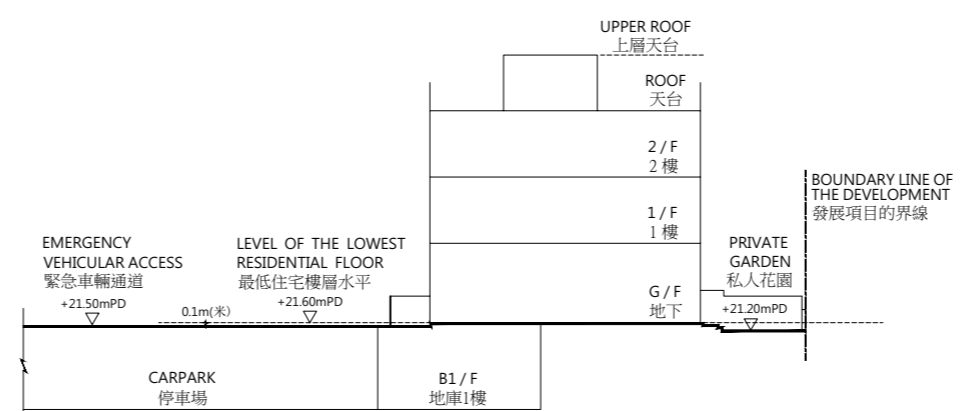 UPPER ROOF
上層天台
ROOF
天台
2 / F
2 樓
1 / F
1 樓
G / F
地下
BOUNDARY LINE OF
THE DEVELOPMENT
發展項目的界線
EMERGENCY
VEHICULAR ACCESS
緊急車輛通道
+21.50mPD
0.1m(米)
LEVEL OF THE LOWEST
RESIDENTIAL FLOOR
最低住宅樓層水平
+21.60mPD
PRIVATE
GARDEN
私人花園
+21.20mPD
CARPARK
停車場
B1 / F
地庫1樓